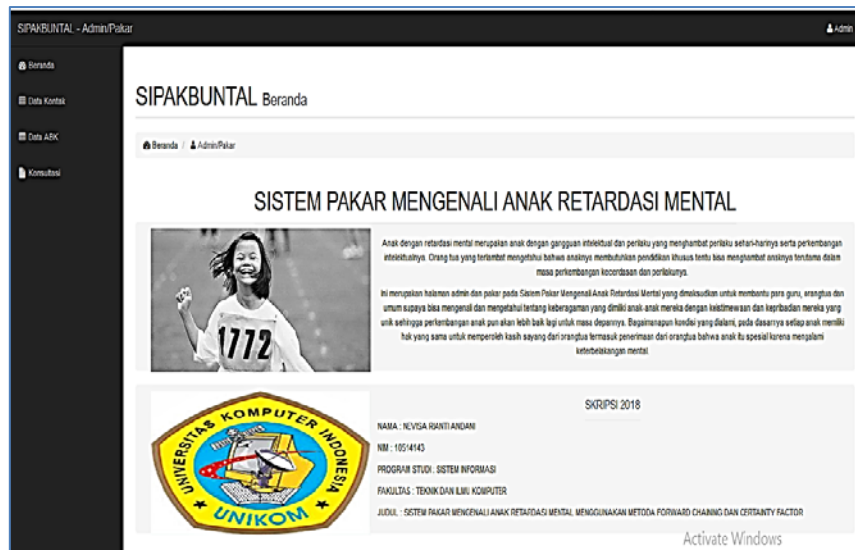 SIPAKBUNTAL - Admin/Pakar
Admin
Beranda
Data Kontak
Data ABK
Konsultasi
SIPAKBUNTAL Beranda
Beranda / Admin/Pakar
SISTEM PAKAR MENGENALI ANAK RETARDASI MENTAL
Anak dengan retardasi mental merupakan anak dengan gangguan intelektual dan perilaku yang menghambat perilaku sehari-harinya serta perkembangan
intelektualnya. Orang tua yang terlambat mengetahui bahwa anaknya membutuhkan pendidikan khusus tentu bisa menghambat anaknya terutama dalam
masa perkembangan kecerdasan dan perilakunya.
Ini merupakan halaman admin dan pakar pada Sistem Pakar Mengenali Anak Retardasi Mental yang dimaksudkan untuk membantu para guru, orangtua dan
umum supaya bisa mengenali dan mengetahui tentang keberagaman yang dimiliki anak-anak mereka dengan keistimewaan dan kepribadian mereka yang
unik sehingga perkembangan anak pun akan lebih baik lagi untuk masa depannya. Bagaimanapun kondisi yang dialami, pada dasarnya setiap anak memiliki
hak yang sama untuk memperoleh kasih sayang dari orangtua termasuk penerimaan dari orangtua bahwa anak itu spesial karena mengalami
keterbelakangan mental.
1772
UNIVERSITAS KOMPUTER INDONESIA
UNIKOM
SKRIPSI 2018
NAMA : NEVISA RIANTI ANDANI
NIM : 10514143
PROGRAM STUDI : SISTEM INFORMASI
FAKULTAS : TEKNIK DAN ILMU KOMPUTER
JUDUL : SISTEM PAKAR MENGENALI ANAK RETARDASI MENTAL MENGGUNAKAN METODA FORWARD CHAINING DAN CERTAINTY FACTOR
Activate Windows